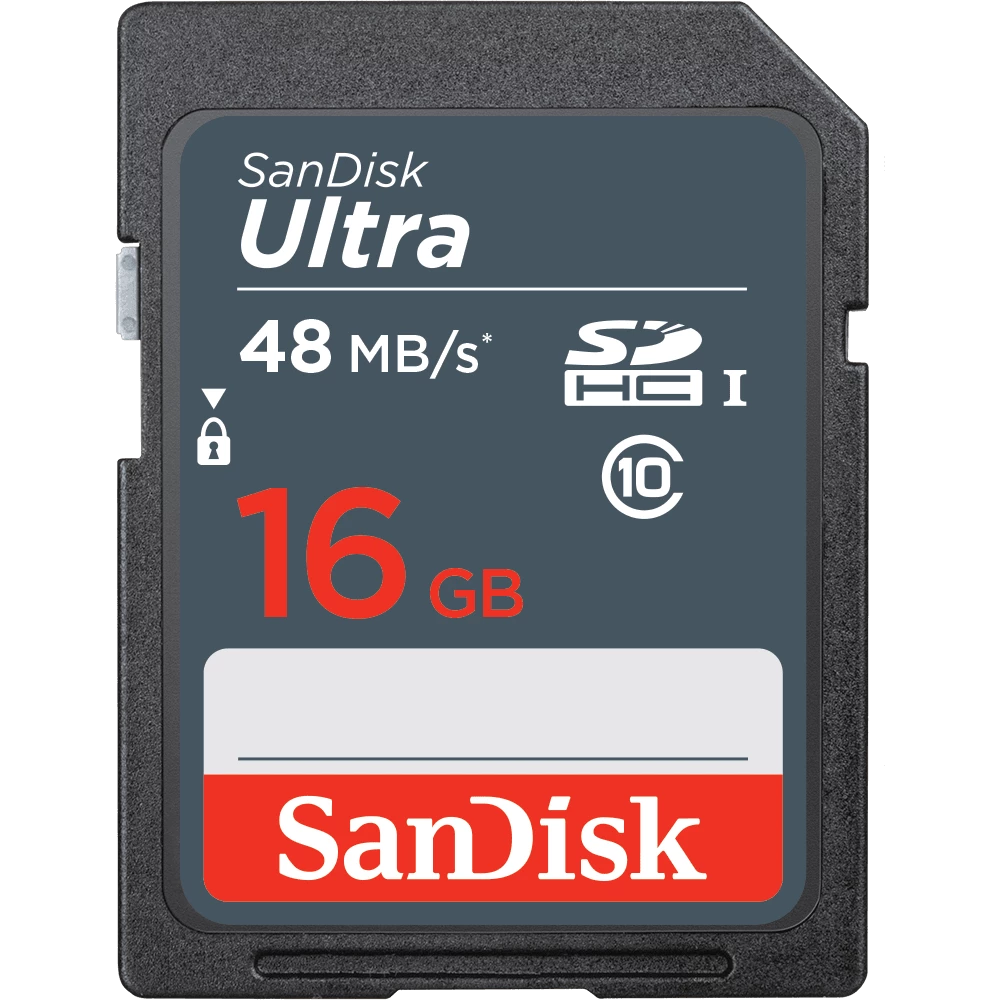 SanDisk
Ultra
48 MB/s*
SD
HC I
10
16 GB
SanDisk